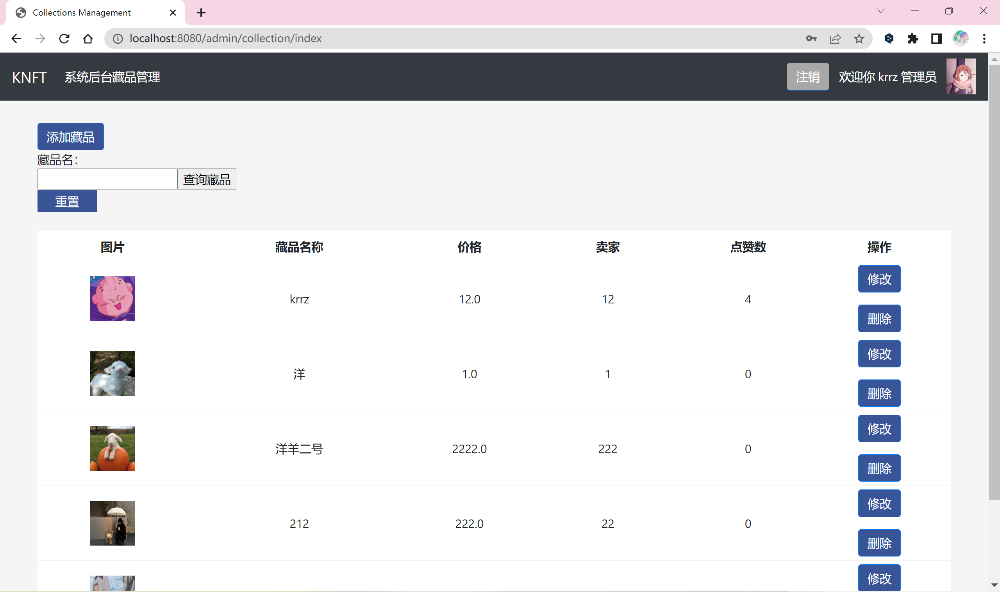 Collections Management
localhost:8080/admin/collection/index
KNFT 系统后台藏品管理 注销 欢迎你 krrz 管理员
添加藏品
藏品名：
查询藏品
重置
图片 藏品名称 价格 卖家 点赞数 操作
krrz 12.0 12 4 修改
删除
洋 1.0 1 0 修改
删除
洋羊二号 2222.0 222 0 修改
删除
212 222.0 22 0 修改
删除
修改